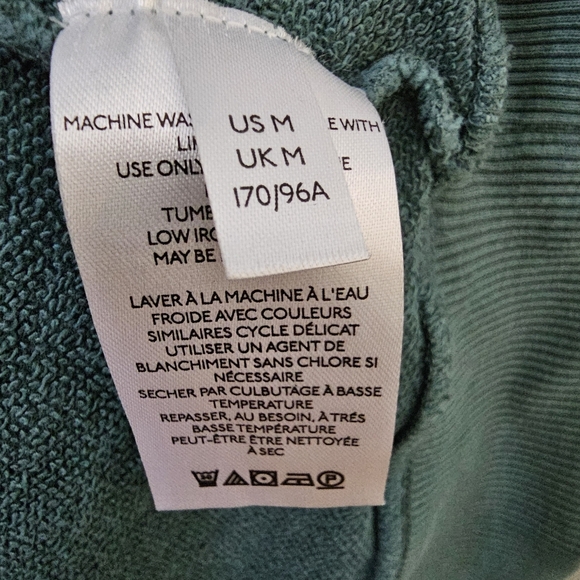 MACHINE WAS
E WITH
LI
USE ONLY
E
TUMB
LOW IRO
MAY BE
US M
UK M
170/96A
LAVER À LA MACHINE À L'EAU
FROIDE AVEC COULEURS
SIMILAIRES CYCLE DÉLICAT
UTILISER UN AGENT DE
BLANCHIMENT SANS CHLORE SI
NÉCESSAIRE
SECHER PAR CULBUTAGE À BASSE
TEMPERATURE
REPASSER, AU BESOIN, À TRÉS
BASSE TEMPÉRATURE
PEUT-ÊTRE ÊTRE NETTOYÉE
À SEC